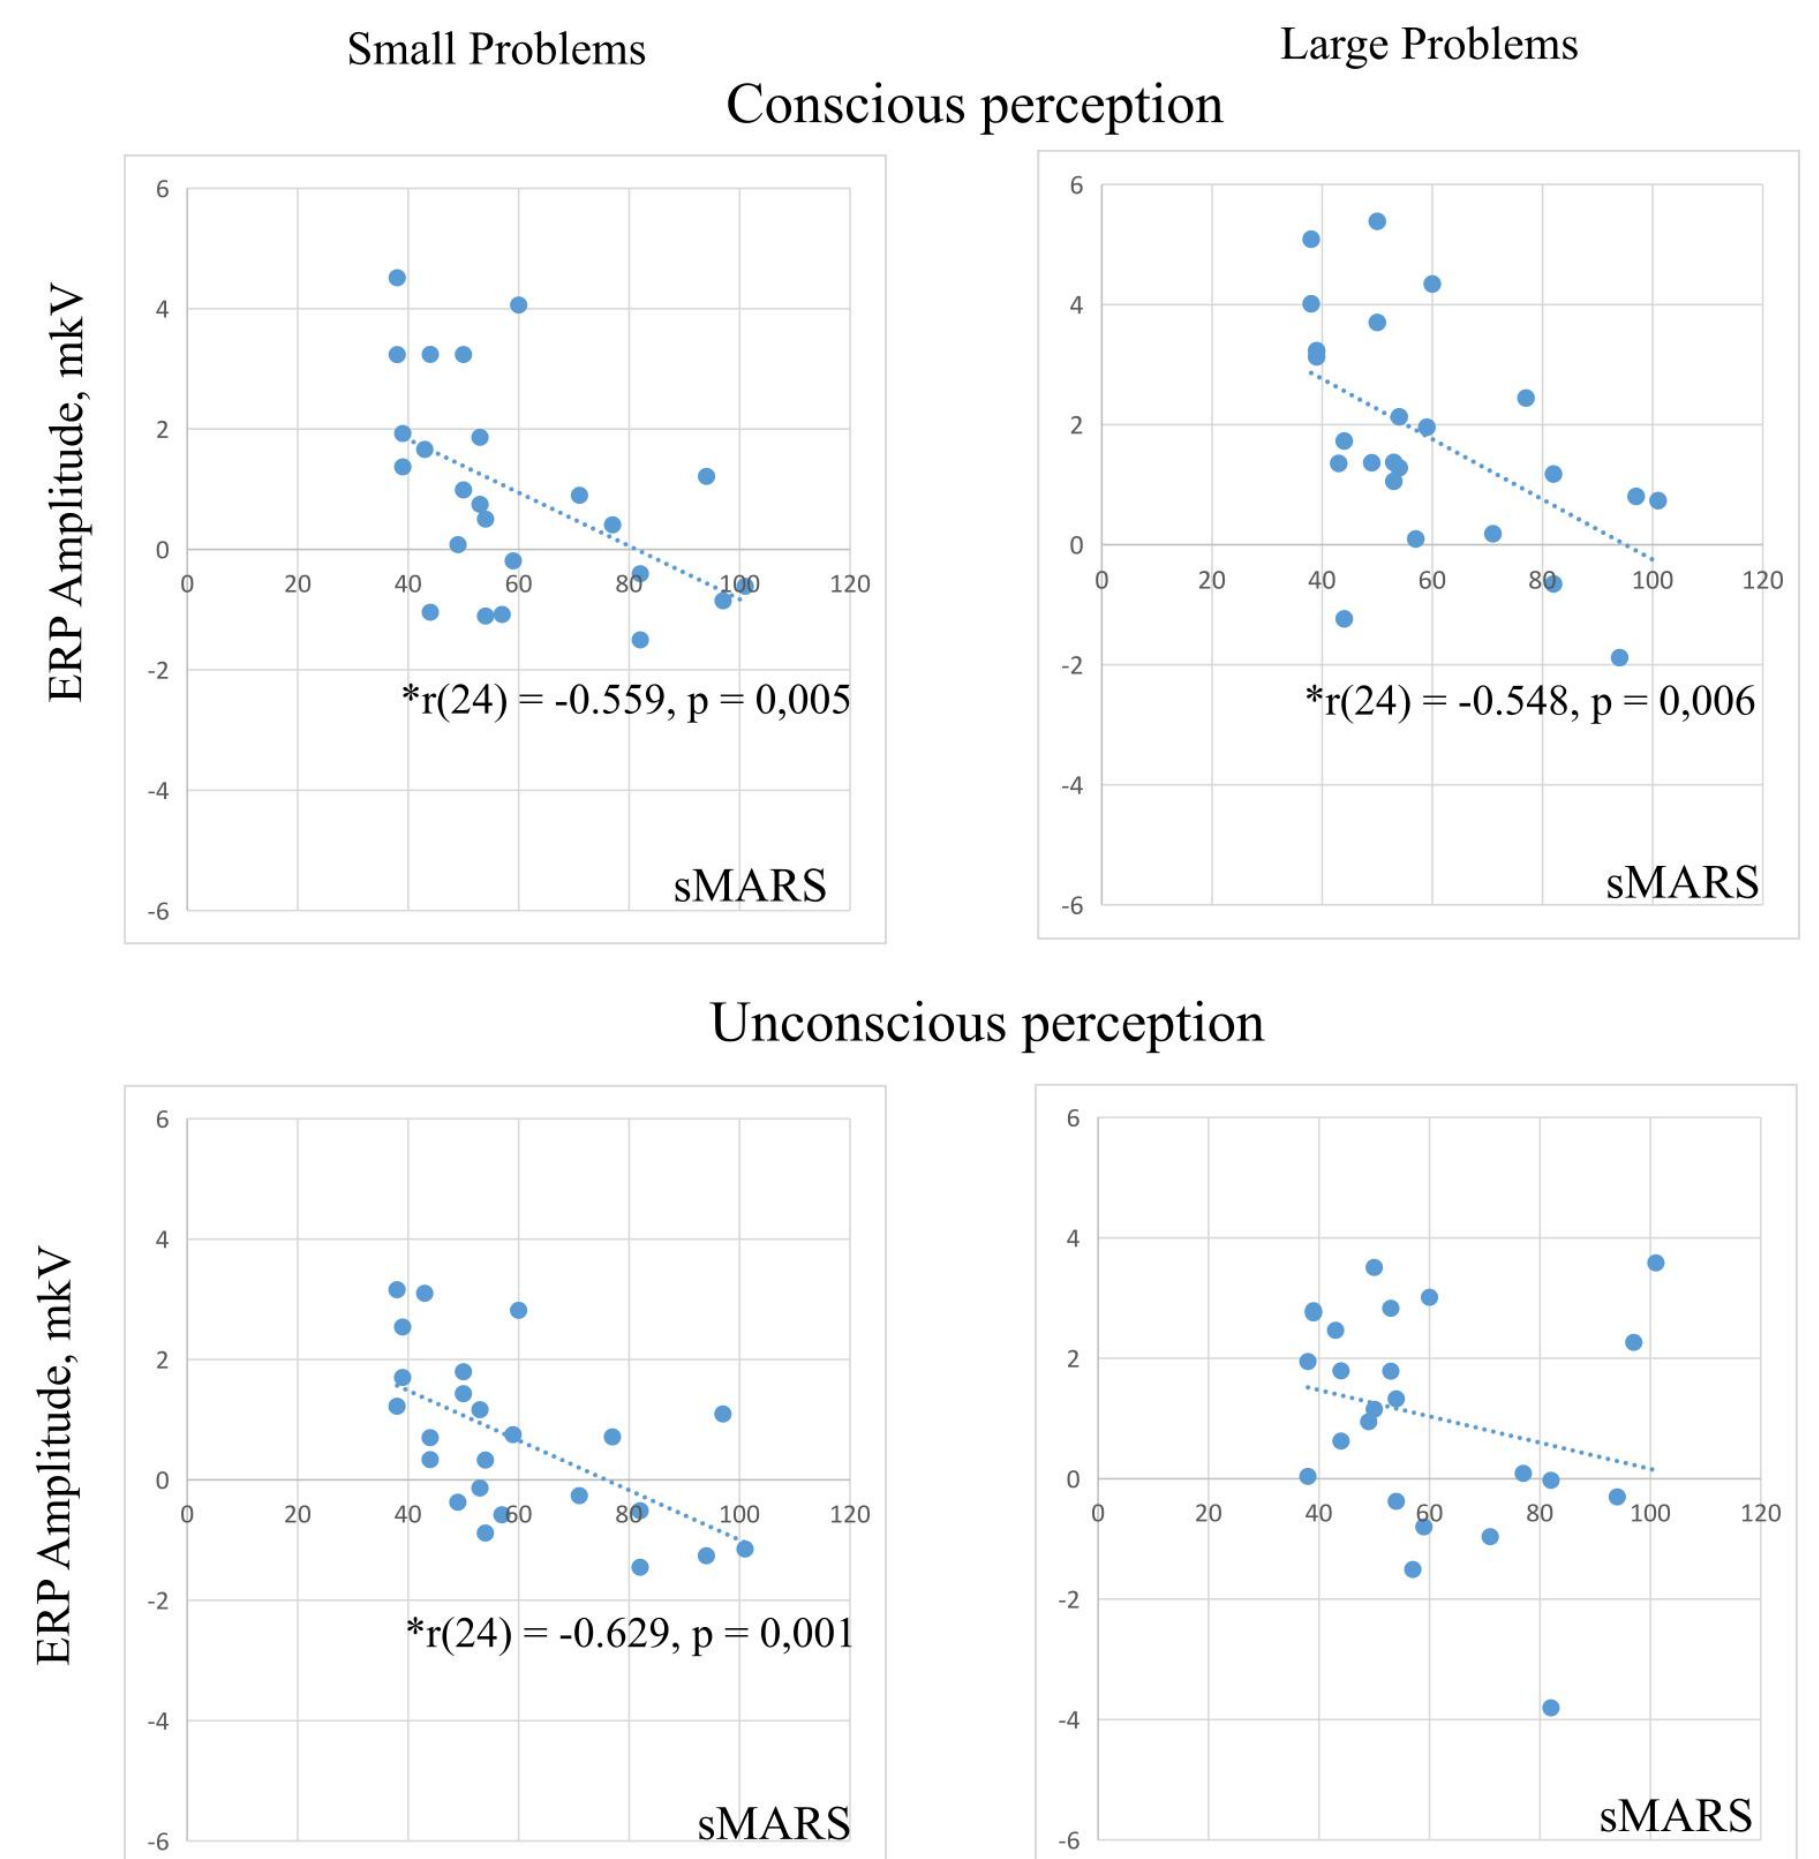 Small Problems
Large Problems
Conscious perception
ERP Amplitude, mkV
6
4
2
0
-2
-4
-6
0 20 40 60 80 100 120
*r(24) = -0.559, p = 0,005
sMARS
6
4
2
0
-2
-4
-6
0 20 40 60 80 100 120
*r(24) = -0.548, p = 0,006
sMARS
Unconscious perception
ERP Amplitude, mkV
6
4
2
0
-2
-4
-6
0 20 40 60 80 100 120
*r(24) = -0.629, p = 0,001
sMARS
6
4
2
0
-2
-4
-6
0 20 40 60 80 100 120
sMARS